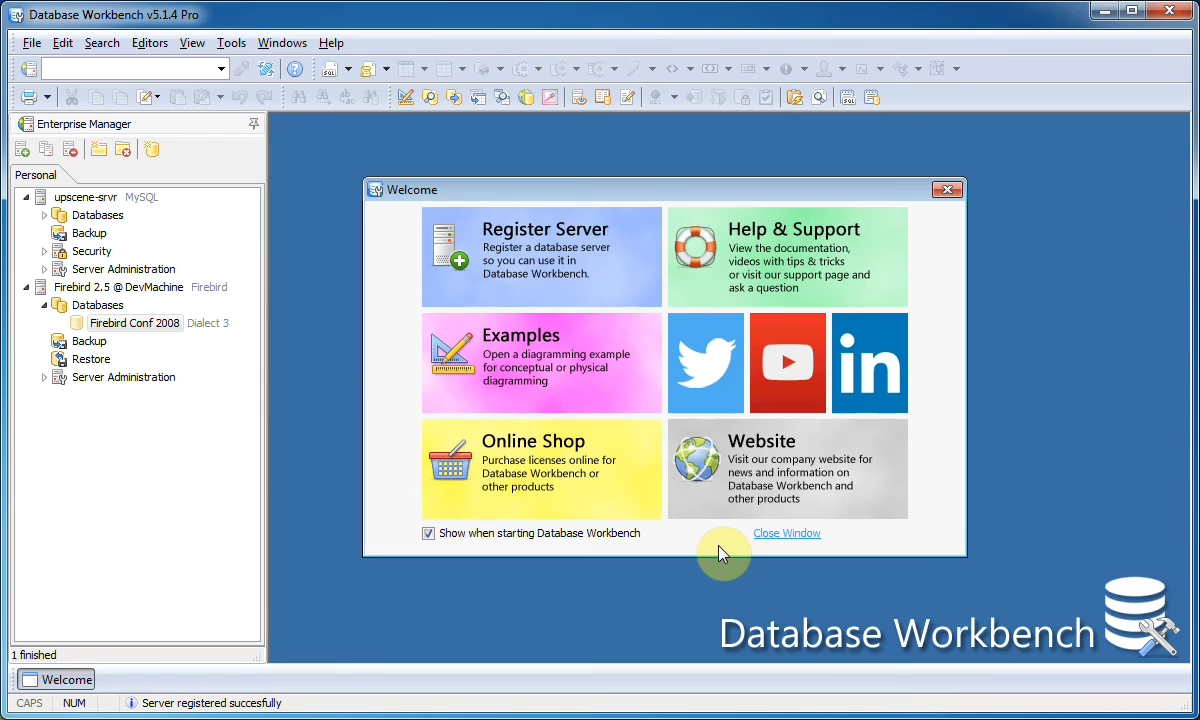 Database Workbench v5.1.4 Pro
File Edit Search Editors View Tools Windows Help
Enterprise Manager
Personal
upscene-srvr MySQL
Databases
Backup
Security
Server Administration
Firebird 2.5 @ DevMachine Firebird
Databases
Firebird Conf 2008 Dialect 3
Backup
Restore
Server Administration
1 finished
Welcome
Register Server
Register a database server
so you can use it in
Database Workbench.
Help & Support
View the documentation,
videos with tips & tricks
or visit our support page and
ask a question
Examples
Open a diagramming example
for conceptual or physical
diagramming
in
Online Shop
Purchase licenses online for
Database Workbench or
other products
Website
Visit our company website for
news and information on
Database Workbench and
other products
Show when starting Database Workbench
Close Window
Database Workbench
Welcome
CAPS NUM Server registered succesfully